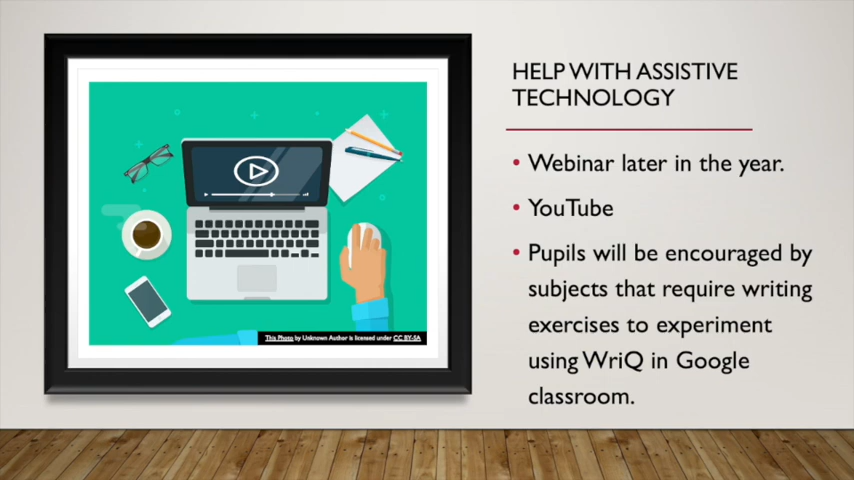 HELP WITH ASSISTIVE
TECHNOLOGY
• Webinar later in the year.
• YouTube
• Pupils will be encouraged by
subjects that require writing
exercises to experiment
using WriQ in Google
classroom.
This Photo by Unknown Author is licensed under CC BY-SA